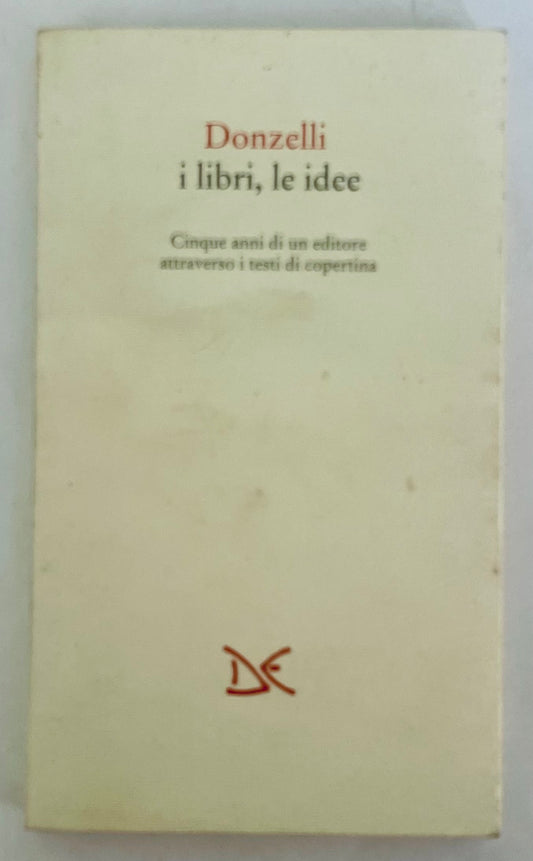 Donzelli
i libri, le idee
Cinque anni di un editore
attraverso i testi di copertina
DE